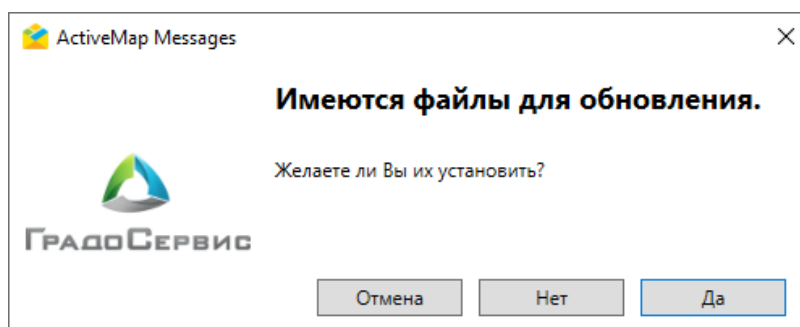 ActiveMap Messages
Имеются файлы для обновления.
Желаете ли Вы их установить?
ГрадоСервис
Отмена
Нет
Да